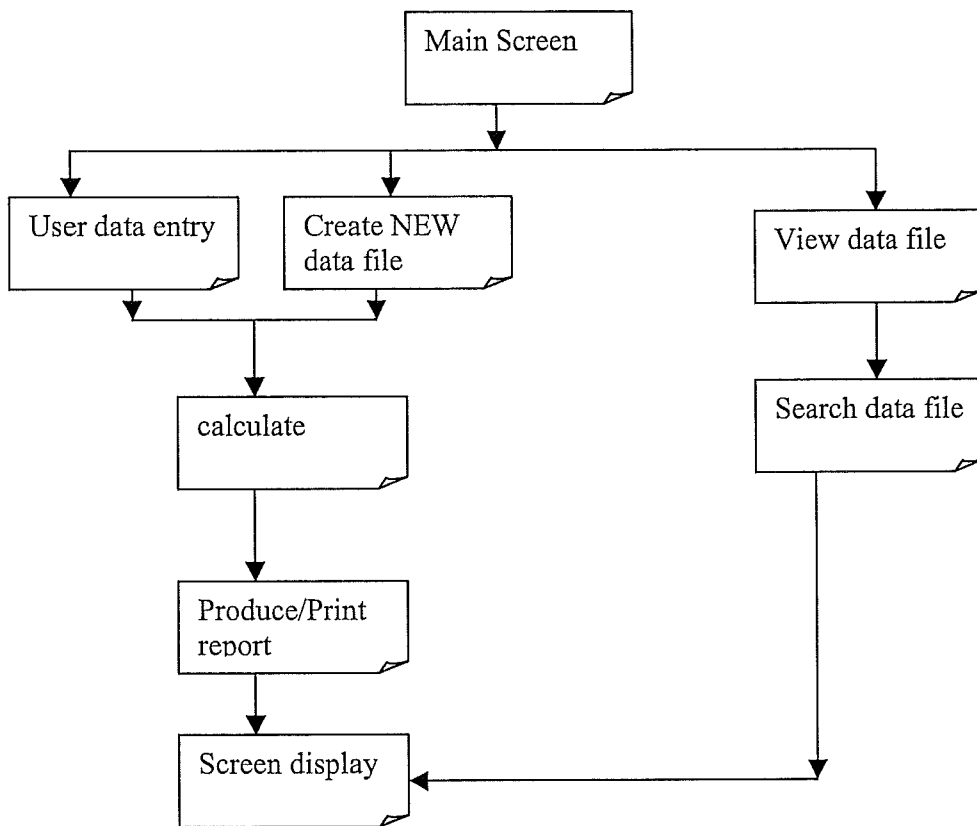 Main Screen
User data entry
Create NEW
data file
View data file
calculate
Search data file
Produce/Print
report
Screen display